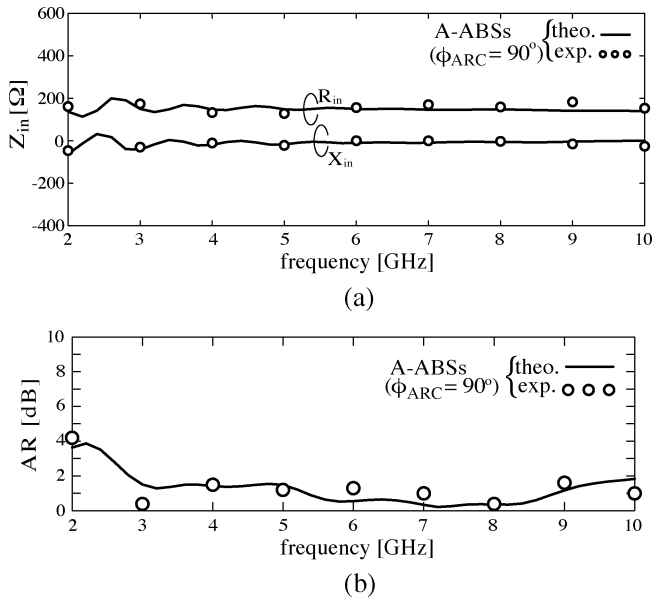 600
400
200
0
-200
-400
Z_in [Ω]
A-ABSs
(ϕ_ARC = 90°)
{ theo.
exp.
R_in
X_in
2 3 4 5 6 7 8 9 10
frequency [GHz]
(a)
10
8
6
4
2
0
AR [dB]
A-ABSs
(ϕ_ARC = 90°)
{ theo.
exp.
2 3 4 5 6 7 8 9 10
frequency [GHz]
(b)